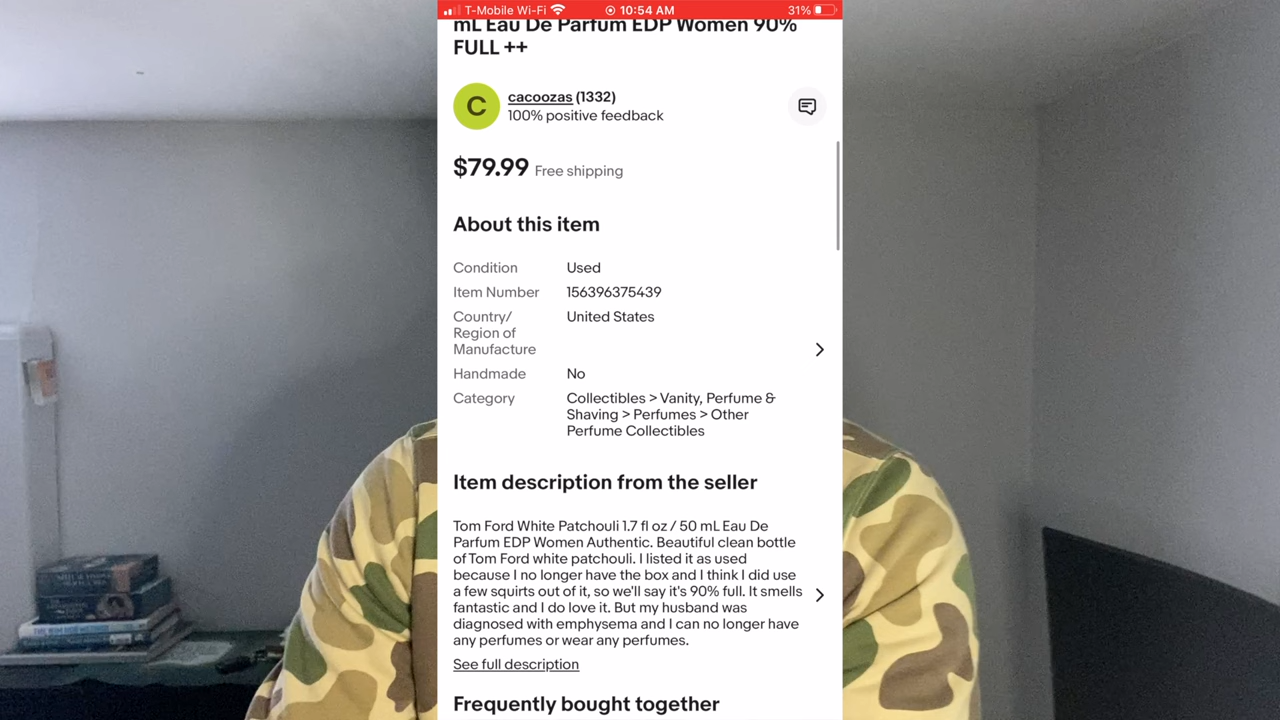 T-Mobile Wi-Fi 10:54 AM 31%
mL Eau De Parfum EDP Women 90%
FULL ++
C
cacoozas (1332)
100% positive feedback
$79.99 Free shipping
About this item
Condition Used
Item Number 156396375439
Country/ United States
Region of
Manufacture
Handmade No
Category Collectibles > Vanity, Perfume &
Shaving > Perfumes > Other
Perfume Collectibles
Item description from the seller
Tom Ford White Patchouli 1.7 fl oz / 50 mL Eau De
Parfum EDP Women Authentic. Beautiful clean bottle
of Tom Ford white patchouli. I listed it as used
because I no longer have the box and I think I did use
a few squirts out of it, so we'll say it's 90% full. It smells
fantastic and I do love it. But my husband was
diagnosed with emphysema and I can no longer have
any perfumes or wear any perfumes.
See full description
Frequently bought together